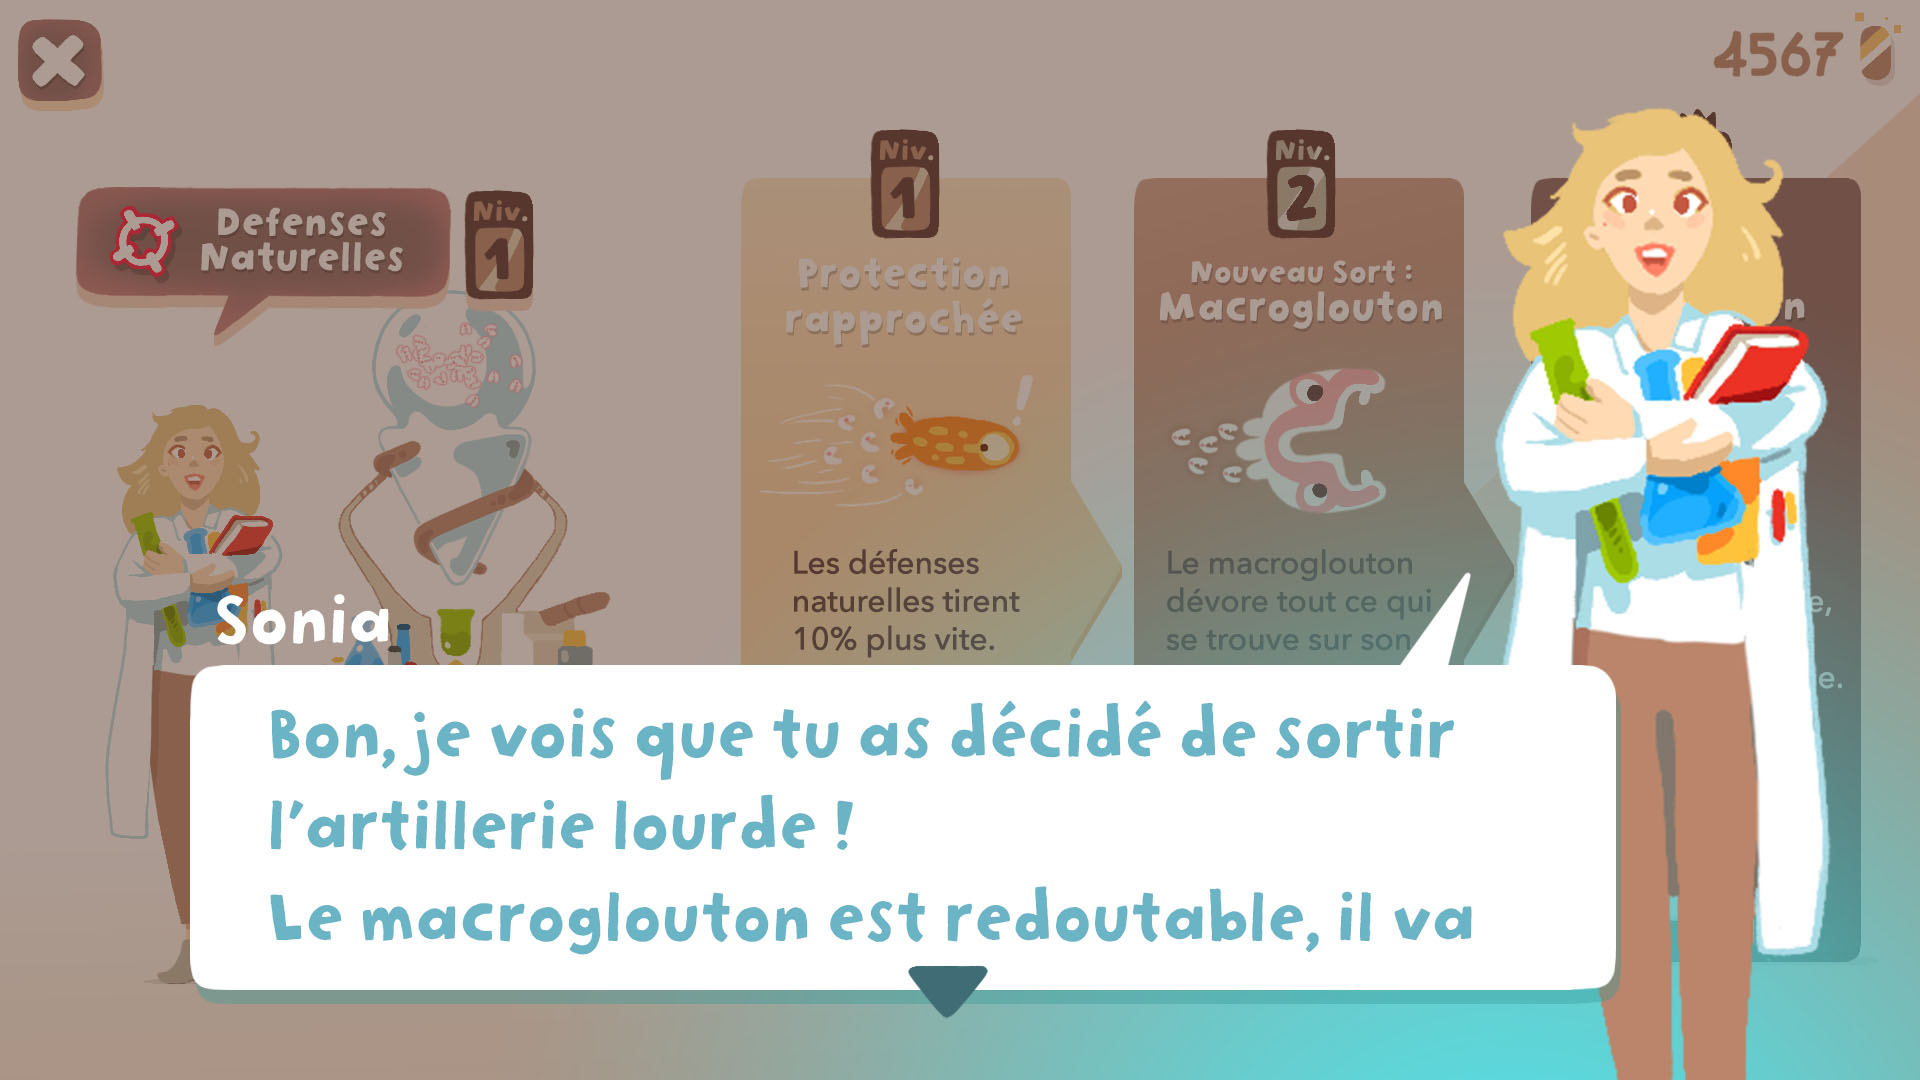 4567
Defenses
Naturelles
Niv.
1
Niv.
1
Protection
rapprochée
Les défenses
naturelles tirent
10% plus vite.
Niv.
2
Nouveau Sort :
Macroglouton
Le macroglouton
dévore tout ce qui
se trouve sur son
Sonia
Bon, je vois que tu as décidé de sortir
l'artillerie lourde !
Le macroglouton est redoutable, il va